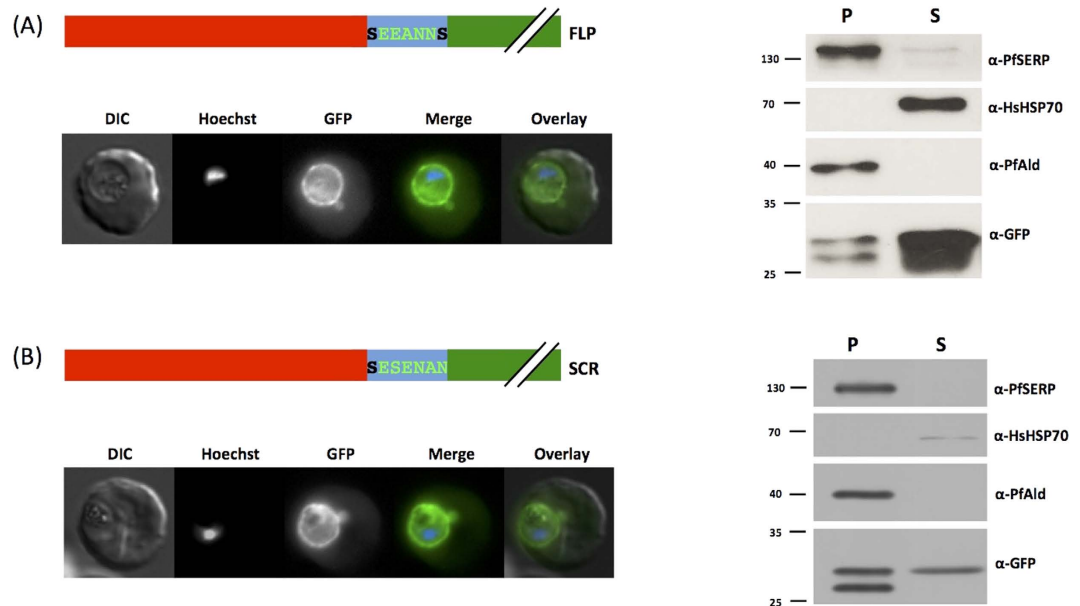 (A)
SEEANNS
FLP
DIC Hoechst GFP Merge Overlay
P S
130
α-PfSERP
70
α-HsHSP70
40
α-PfAld
35
α-GFP
25
(B)
SESENAN
SCR
DIC Hoechst GFP Merge Overlay
P S
130
α-PfSERP
70
α-HsHSP70
40
α-PfAld
35
α-GFP
25